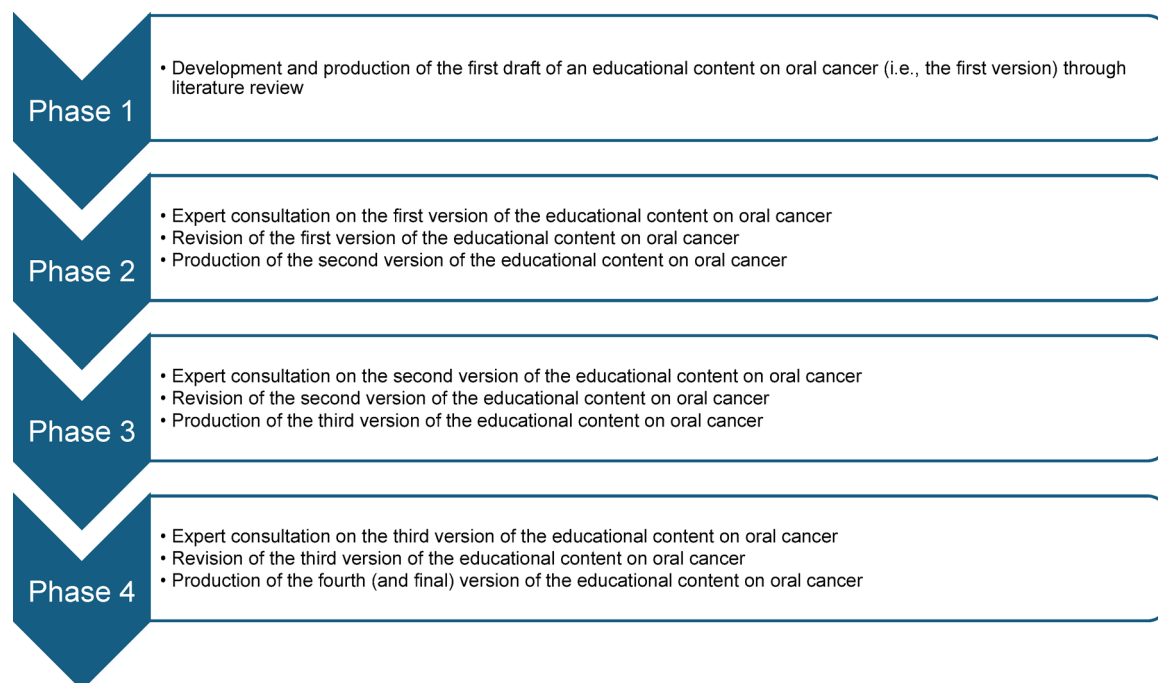 Phase 1
• Development and production of the first draft of an educational content on oral cancer (i.e., the first version) through
literature review
Phase 2
• Expert consultation on the first version of the educational content on oral cancer
• Revision of the first version of the educational content on oral cancer
• Production of the second version of the educational content on oral cancer
Phase 3
• Expert consultation on the second version of the educational content on oral cancer
• Revision of the second version of the educational content on oral cancer
• Production of the third version of the educational content on oral cancer
Phase 4
• Expert consultation on the third version of the educational content on oral cancer
• Revision of the third version of the educational content on oral cancer
• Production of the fourth (and final) version of the educational content on oral cancer